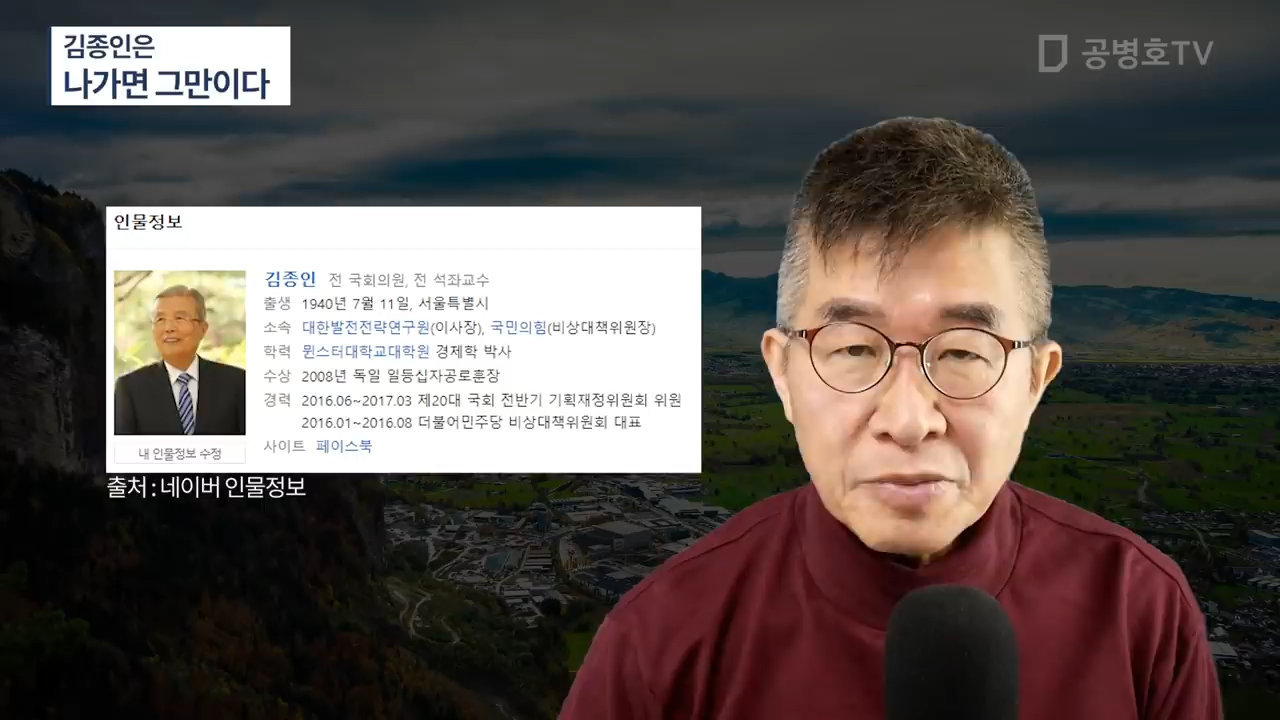 김종인은
나가면 그만이다
공병호TV
인물정보
김종인 전 국회의원, 전 석좌교수
출생 1940년 7월 11일, 서울특별시
소속 대한발전전략연구원(이사장), 국민의힘(비상대책위원장)
학력 뮌스터대학교대학원 경제학 박사
수상 2008년 독일 일등십자공로훈장
경력 2016.06~2017.03 제20대 국회 전반기 기획재정위원회 위원
2016.01~2016.08 더불어민주당 비상대책위원회 대표
사이트 페이스북
내 인물정보 수정
출처 : 네이버 인물정보